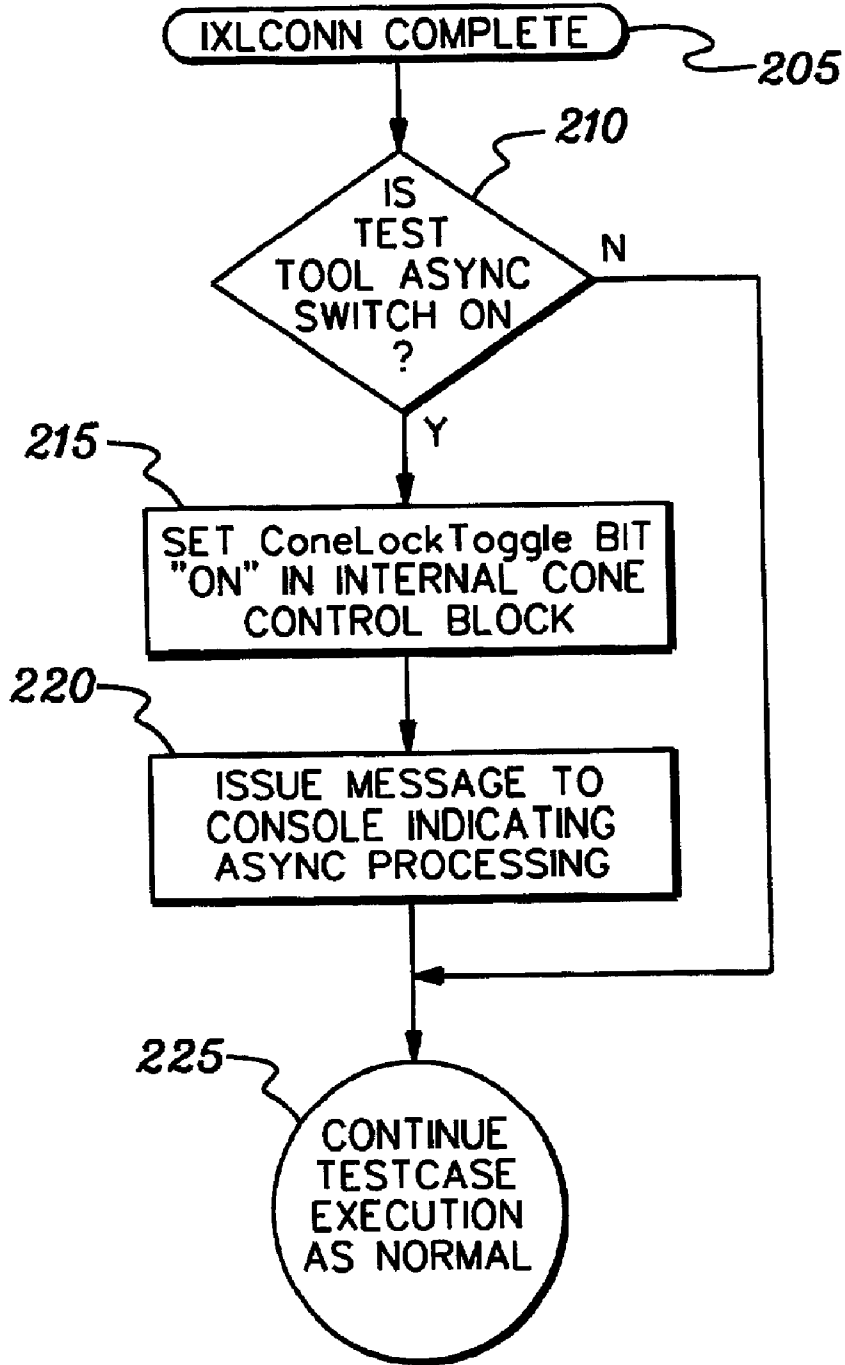 IXLCONN COMPLETE
205
210
IS
TEST
TOOL ASYNC
SWITCH ON
?
N
Y
215
SET ConeLockToggle BIT
"ON" IN INTERNAL CONE
CONTROL BLOCK
220
ISSUE MESSAGE TO
CONSOLE INDICATING
ASYNC PROCESSING
225
CONTINUE
TESTCASE
EXECUTION
AS NORMAL